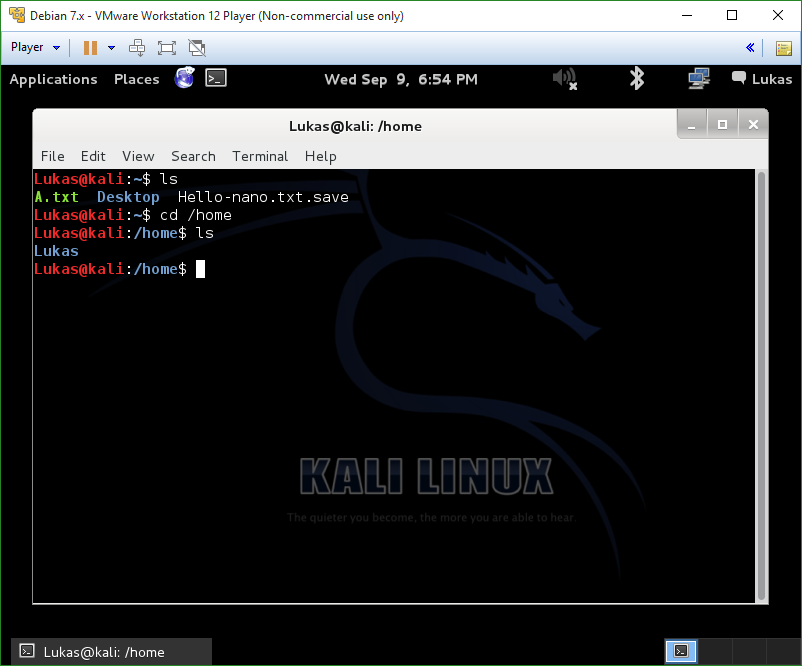 Debian 7.x - VMware Workstation 12 Player (Non-commercial use only)
Player
Applications Places Wed Sep 9, 6:54 PM Lukas
Lukas@kali: /home
File Edit View Search Terminal Help
Lukas@kali:~$ ls
A.txt Desktop Hello-nano.txt.save
Lukas@kali:~$ cd /home
Lukas@kali:/home$ ls
Lukas
Lukas@kali:/home$
KALI LINUX
The quieter you become, the more you are able to hear.
Lukas@kali: /home